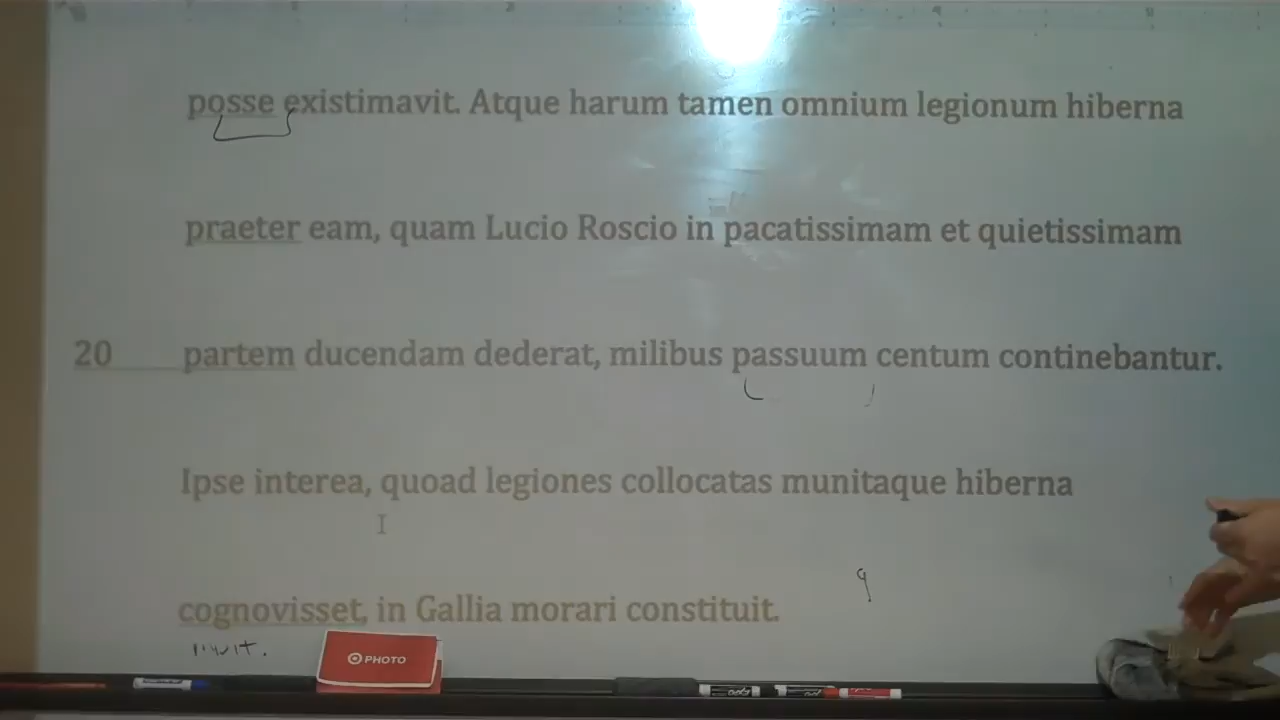 posse existimavit. Atque harum tamen omnium legionum hiberna
praeter eam, quam Lucio Roscio in pacatissimam et quietissimam
20 partem ducendam dederat, milibus passuum centum continebantur.
Ipse interea, quoad legiones collocatas munitaque hiberna
cognovisset, in Gallia morari constituit.
PHOTO